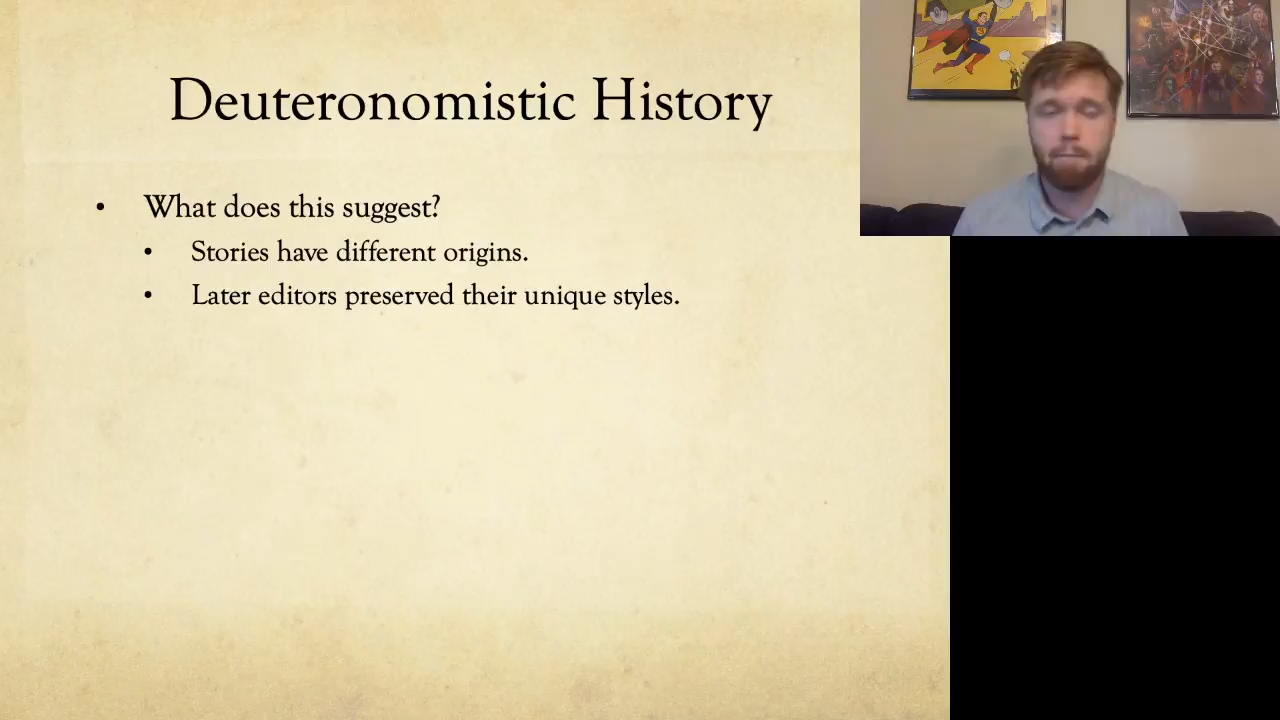 Deuteronomistic History
• What does this suggest?
• Stories have different origins.
• Later editors preserved their unique styles.